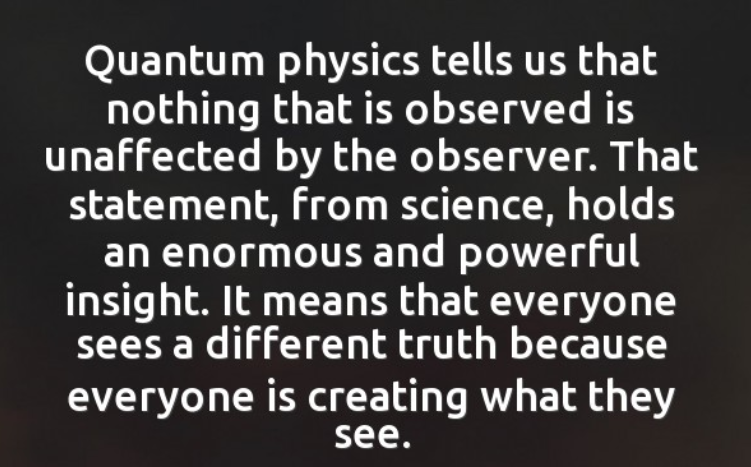 Quantum physics tells us that
nothing that is observed is
unaffected by the observer. That
statement, from science, holds
an enormous and powerful
insight. It means that everyone
sees a different truth because
everyone is creating what they
see.